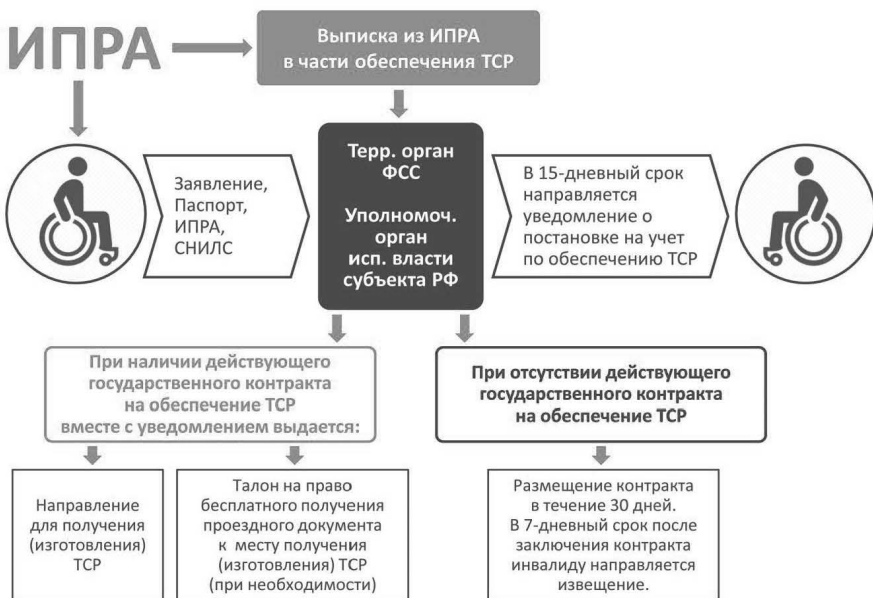 ИПРА
Выписка из ИПРА
в части обеспечения ТСР
Заявление,
Паспорт,
ИПРА,
СНИЛС
Терр. орган
ФСС
Уполномоч.
орган
исп. власти
субъекта РФ
В 15-дневный срок
направляется
уведомление о
постановке на учет
по обеспечению ТСР
При наличии действующего
государственного контракта
на обеспечение ТСР
вместе с уведомлением выдается:
При отсутствии действующего
государственного контракта
на обеспечение ТСР
Направление
для получения
(изготовления)
ТСР
Талон на право
бесплатного получения
проездного документа
к месту получения
(изготовления) ТСР
(при необходимости)
Размещение контракта
в течение 30 дней.
В 7-дневный срок после
заключения контракта
инвалиду направляется
извещение.